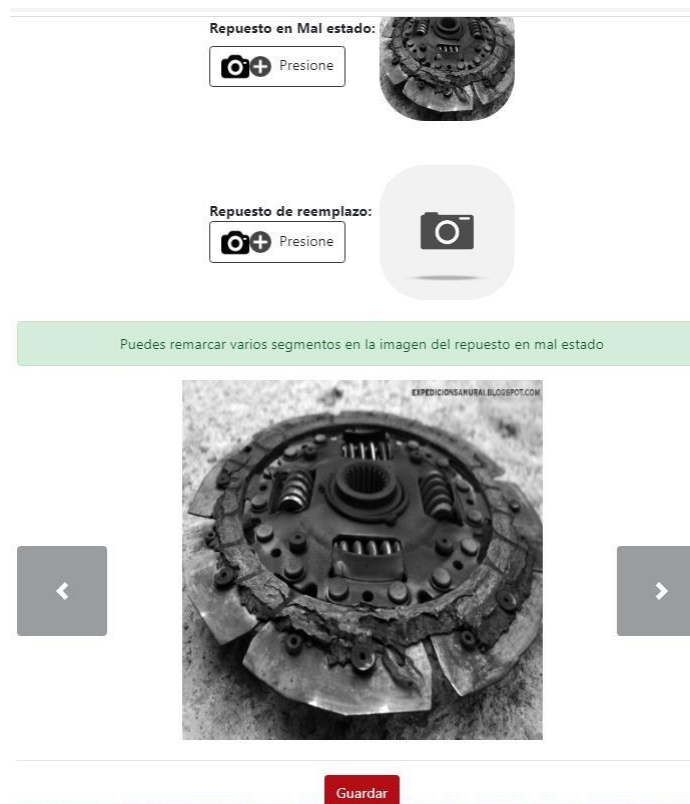 Repuesto en Mal estado:
Presione
Repuesto de reemplazo:
Presione
Puedes remarcar varios segmentos en la imagen del repuesto en mal estado
EXPEDICIONSAMURAI.BLOGSPOT.COM
Guardar